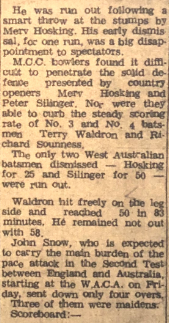 He was run out following a
smart throw at the stumps by
Merv Hosking. His early dismis-
sal, for one run, was a big disap-
pointment to spectators.
M.C.C. bowlers found it diffi-
cult to penetrate the solid de-
fence presented by country
openers Merv Hosking and
Peter Silinger. Nor were they
able to curb the steady scoring
rate of No. 3 and No. 4 bats-
men Terry Waldron and
Richard Sounness,
The only two West Australian
batsmen dismissed — Hosking
for 25 and Silinger for 50 —
were run out.
Waldron hit freely on the leg
side and reached 50 in 83
minutes. He remained not out
with 58.
John Snow, who is expected
to carry the main burden of the
pace attack in the Second Test
between England and Australia,
starting at the W.A.C.A. on Fri-
day, sent down only four overs.
Three of them were maidens.
Scoreboard:—